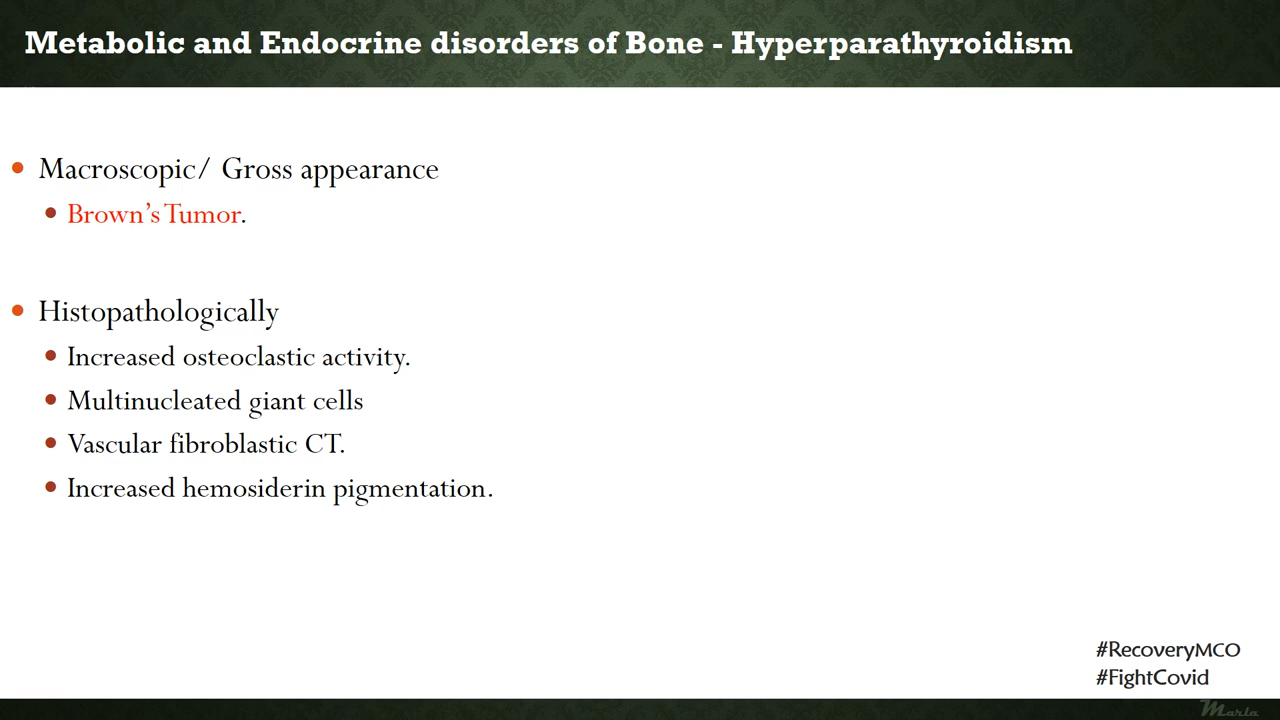 Metabolic and Endocrine disorders of Bone - Hyperparathyroidism
Macroscopic/ Gross appearance
Brown's Tumor.
Histopathologically
Increased osteoclastic activity.
Multinucleated giant cells
Vascular fibroblastic CT.
Increased hemosiderin pigmentation.
#RecoveryMCO
#FightCovid
Marla